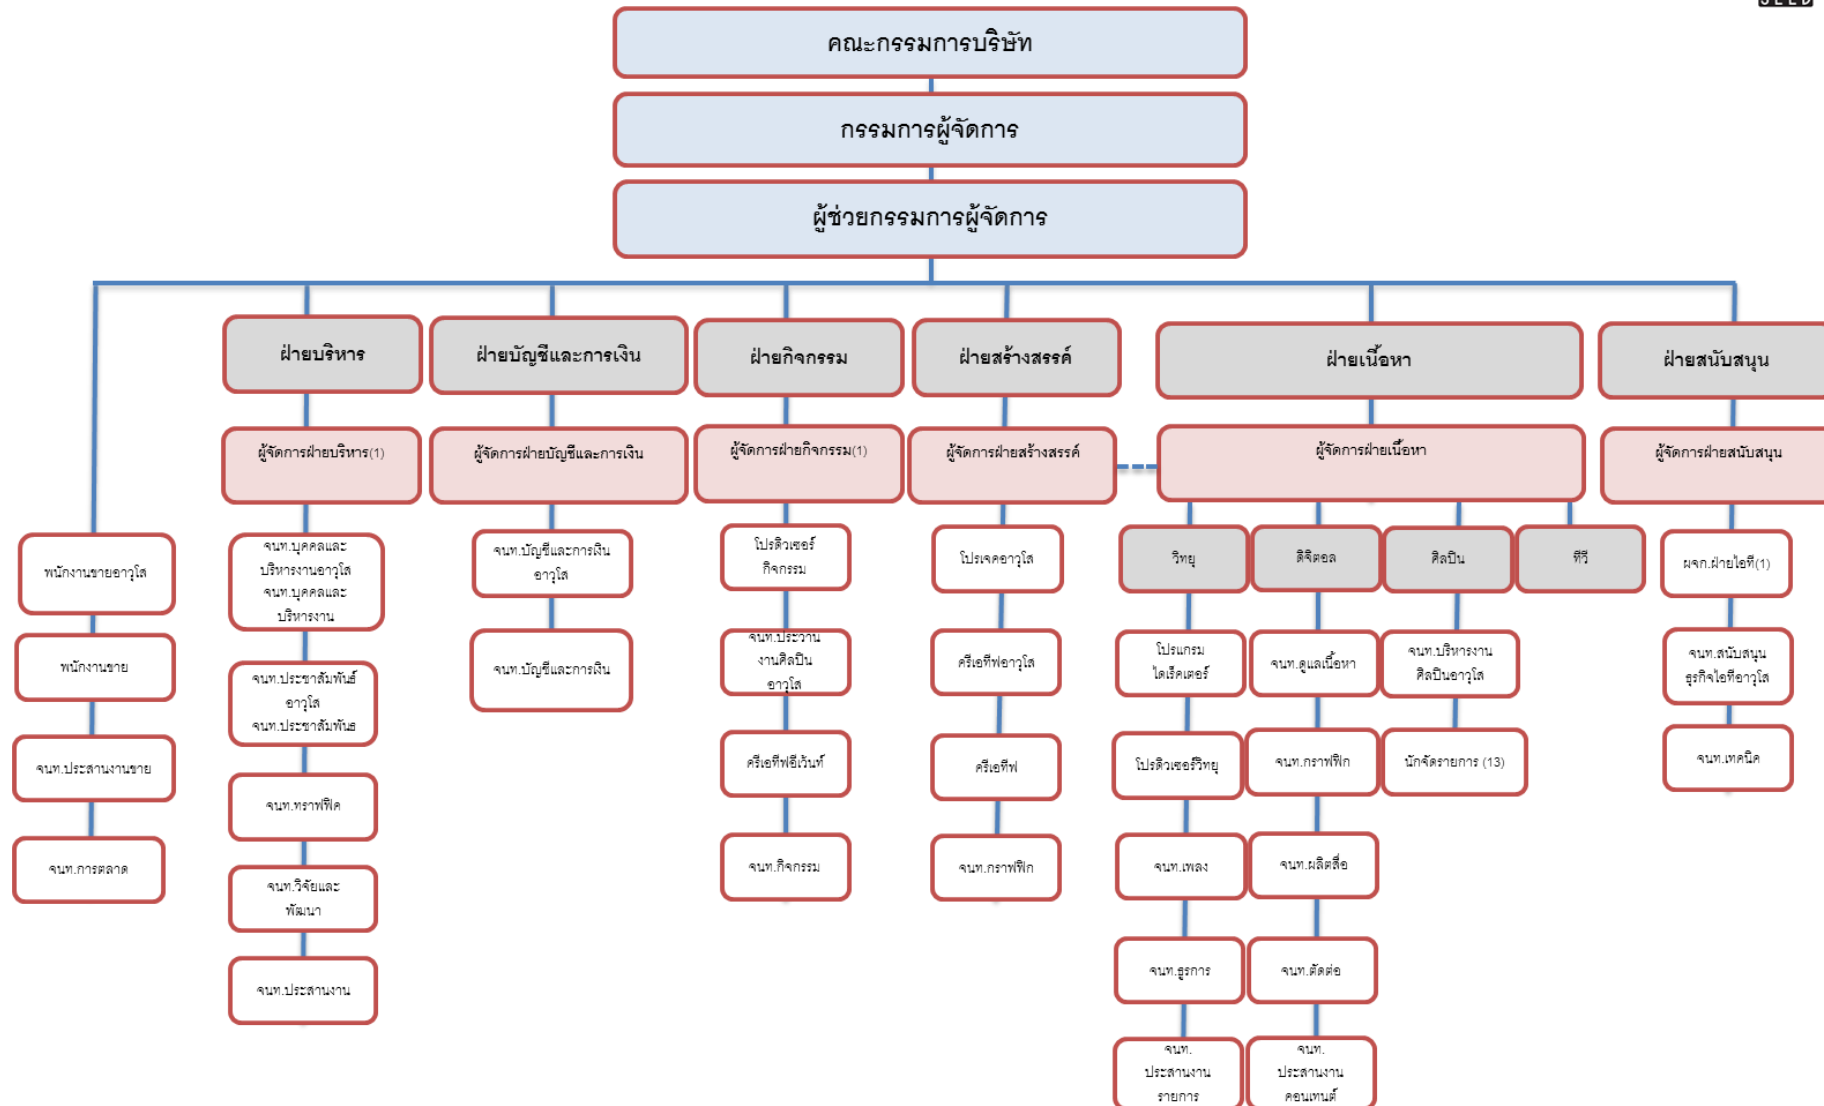 SEED
คณะกรรมการบริษัท
กรรมการผู้จัดการ
ผู้ช่วยกรรมการผู้จัดการ
ฝ่ายบริหาร
ฝ่ายบัญชีและการเงิน
ฝ่ายกิจกรรม
ฝ่ายสร้างสรรค์
ฝ่ายเนื้อหา
ฝ่ายสนับสนุน
ผู้จัดการฝ่ายบริหาร(1)
ผู้จัดการฝ่ายบัญชีและการเงิน
ผู้จัดการฝ่ายกิจกรรม(1)
ผู้จัดการฝ่ายสร้างสรรค์
ผู้จัดการฝ่ายเนื้อหา
ผู้จัดการฝ่ายสนับสนุน
พนักงานขายอาวุโส
พนักงานขาย
จนท.ประสานงานขาย
จนท.การตลาด
จนท.บุคคลและ
บริหารงานอาวุโส
จนท.บุคคลและ
บริหารงาน
จนท.ประชาสัมพันธ์
อาวุโส
จนท.ประชาสัมพันธ
จนท.ทราฟฟิค
จนท.วิจัยและ
พัฒนา
จนท.ประสานงาน
จนท.บัญชีและการเงิน
อาวุโส
จนท.บัญชีและการเงิน
โปรดิวเซอร์
กิจกรรม
จนท.ประวาน
งานศิลปิน
อาวุโส
ครีเอทีฟอีเว้นท์
จนท.กิจกรรม
โปรเจคอาวุโส
ครีเอทีฟอาวุโส
ครีเอทีฟ
จนท.กราฟฟิก
วิทยุ
โปรแกรม
ไดเร็คเตอร์
โปรดิวเซอร์วิทยุ
จนท.เพลง
จนท.ธุรการ
จนท.
ประสานงาน
รายการ
ดิจิตอล
จนท.ดูแลเนื้อหา
จนท.กราฟฟิก
จนท.ผลิตสื่อ
จนท.ตัดต่อ
จนท.
ประสานงาน
คอนเทนต์
ศิลปิน
จนท.บริหารงาน
ศิลปินอาวุโส
นักจัดรายการ (13)
ทีวี
ผจก.ฝ่ายไอที(1)
จนท.สนับสนุน
ธุรกิจไอทีอาวุโส
จนท.เทคนิค